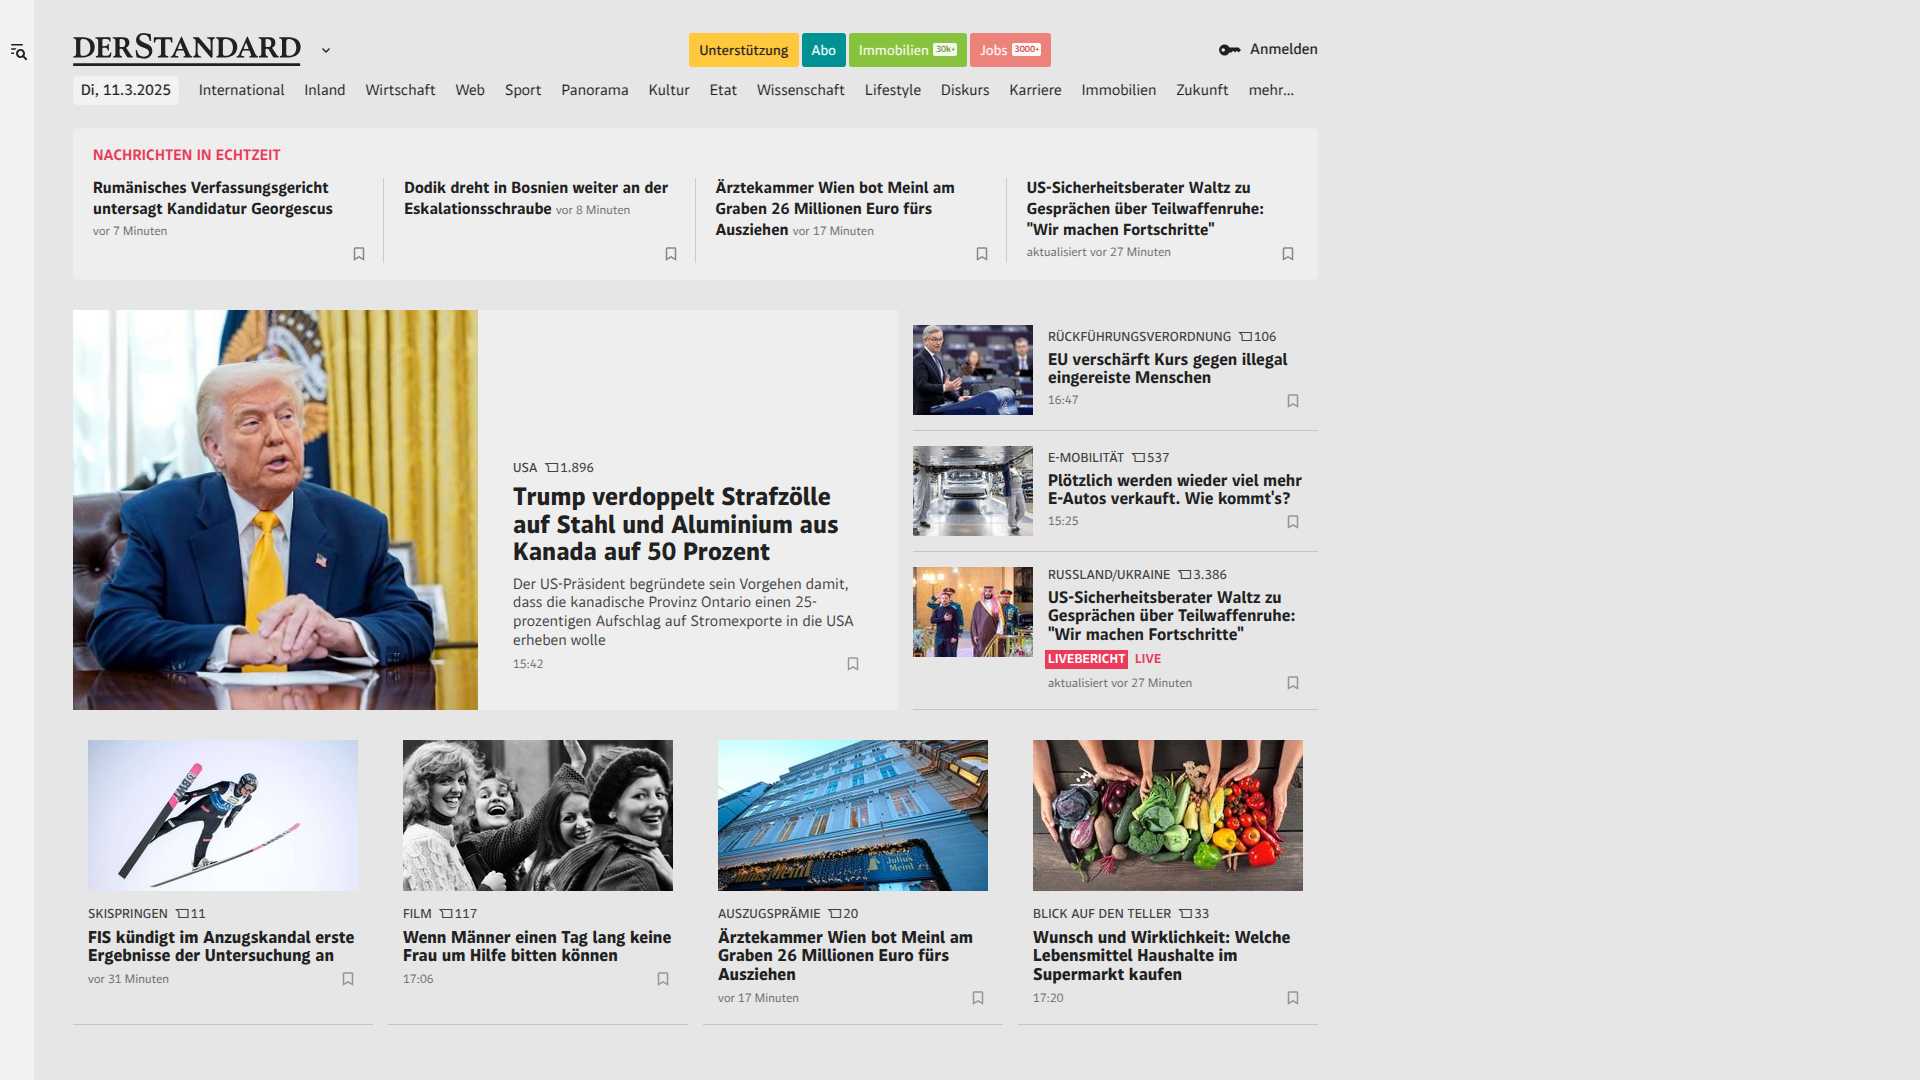 DERSTANDARD
Unterstützung
Abo
Immobilien 30k+
Jobs 3000+
Anmelden
Di, 11.3.2025
International
Inland
Wirtschaft
Web
Sport
Panorama
Kultur
Etat
Wissenschaft
Lifestyle
Diskurs
Karriere
Immobilien
Zukunft
mehr...
NACHRICHTEN IN ECHTZEIT
Rumänisches Verfassungsgericht
untersagt Kandidatur Georgescus
vor 7 Minuten
Dodik dreht in Bosnien weiter an der
Eskalationsschraube vor 8 Minuten
Ärztekammer Wien bot Meinl am
Graben 26 Millionen Euro fürs
Ausziehen vor 17 Minuten
US-Sicherheitsberater Waltz zu
Gesprächen über Teilwaffenruhe:
"Wir machen Fortschritte"
aktualisiert vor 27 Minuten
USA 1.896
Trump verdoppelt Strafzölle
auf Stahl und Aluminium aus
Kanada auf 50 Prozent
Der US-Präsident begründete sein Vorgehen damit,
dass die kanadische Provinz Ontario einen 25-
prozentigen Aufschlag auf Stromexporte in die USA
erheben wolle
15:42
RÜCKFÜHRUNGSVERORDNUNG 106
EU verschärft Kurs gegen illegal
eingereiste Menschen
16:47
E-MOBILITÄT 537
Plötzlich werden wieder viel mehr
E-Autos verkauft. Wie kommt's?
15:25
RUSSLAND/UKRAINE 3.386
US-Sicherheitsberater Waltz zu
Gesprächen über Teilwaffenruhe:
"Wir machen Fortschritte"
LIVEBERICHT LIVE
aktualisiert vor 27 Minuten
SKISPRINGEN 11
FIS kündigt im Anzugskandal erste
Ergebnisse der Untersuchung an
vor 31 Minuten
FILM 117
Wenn Männer einen Tag lang keine
Frau um Hilfe bitten können
17:06
Julius
Meinl
AUSZUGSPRÄMIE 20
Ärztekammer Wien bot Meinl am
Graben 26 Millionen Euro fürs
Ausziehen
vor 17 Minuten
BLICK AUF DEN TELLER 33
Wunsch und Wirklichkeit: Welche
Lebensmittel Haushalte im
Supermarkt kaufen
17:20